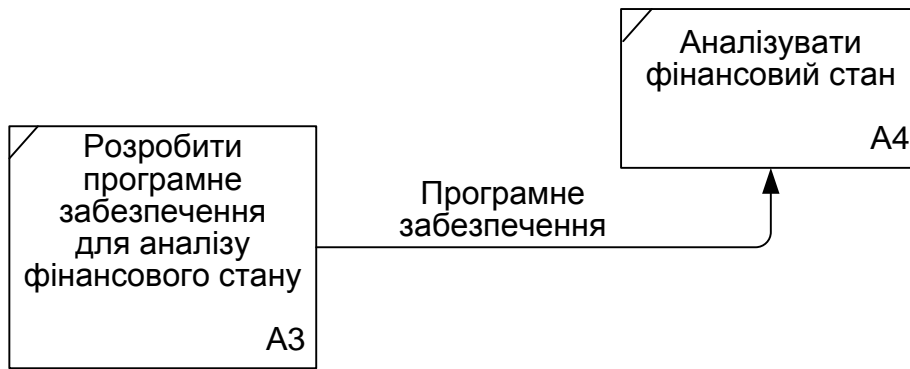 Аналізувати
фінансовий стан
A4
Розробити
програмне
забезпечення
для аналізу
фінансового стану
A3
Програмне
забезпечення